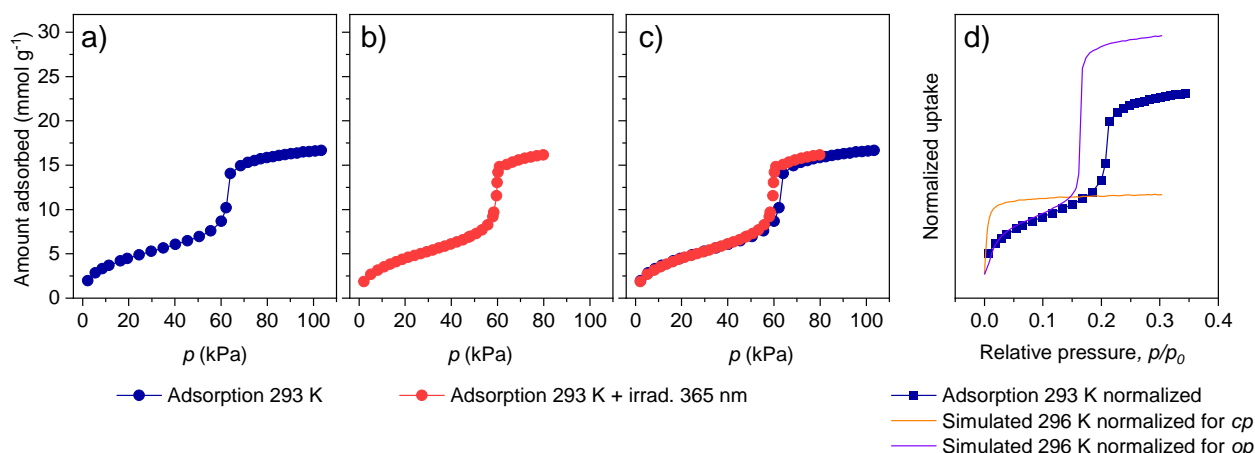 a)
b)
c)
d)
Amount adsorbed (mmol g⁻¹)
30
25
20
15
10
5
0
0 20 40 60 80 100
0 20 40 60 80 100
0 20 40 60 80 100
p (kPa)
p (kPa)
p (kPa)
Normalized uptake
0.0 0.1 0.2 0.3 0.4
Relative pressure, p/p₀
Adsorption 293 K
Adsorption 293 K + irrad. 365 nm
Adsorption 293 K normalized
Simulated 296 K normalized for cp
Simulated 296 K normalized for op